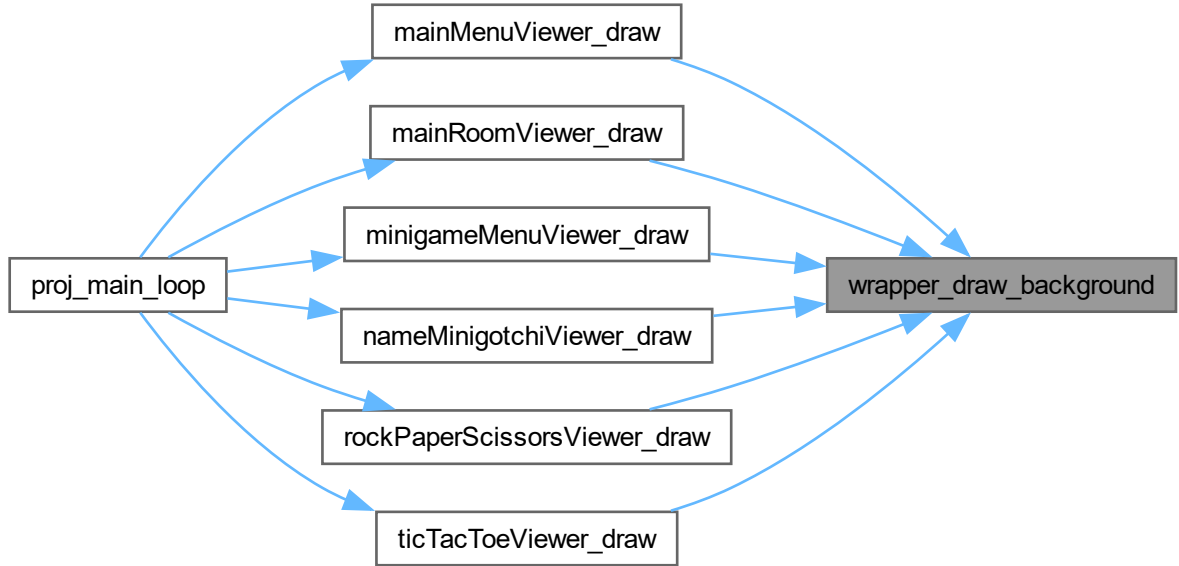 mainMenuViewer_draw
mainRoomViewer_draw
minigameMenuViewer_draw
proj_main_loop
wrapper_draw_background
nameMinigotchiViewer_draw
rockPaperScissorsViewer_draw
ticTacToeViewer_draw